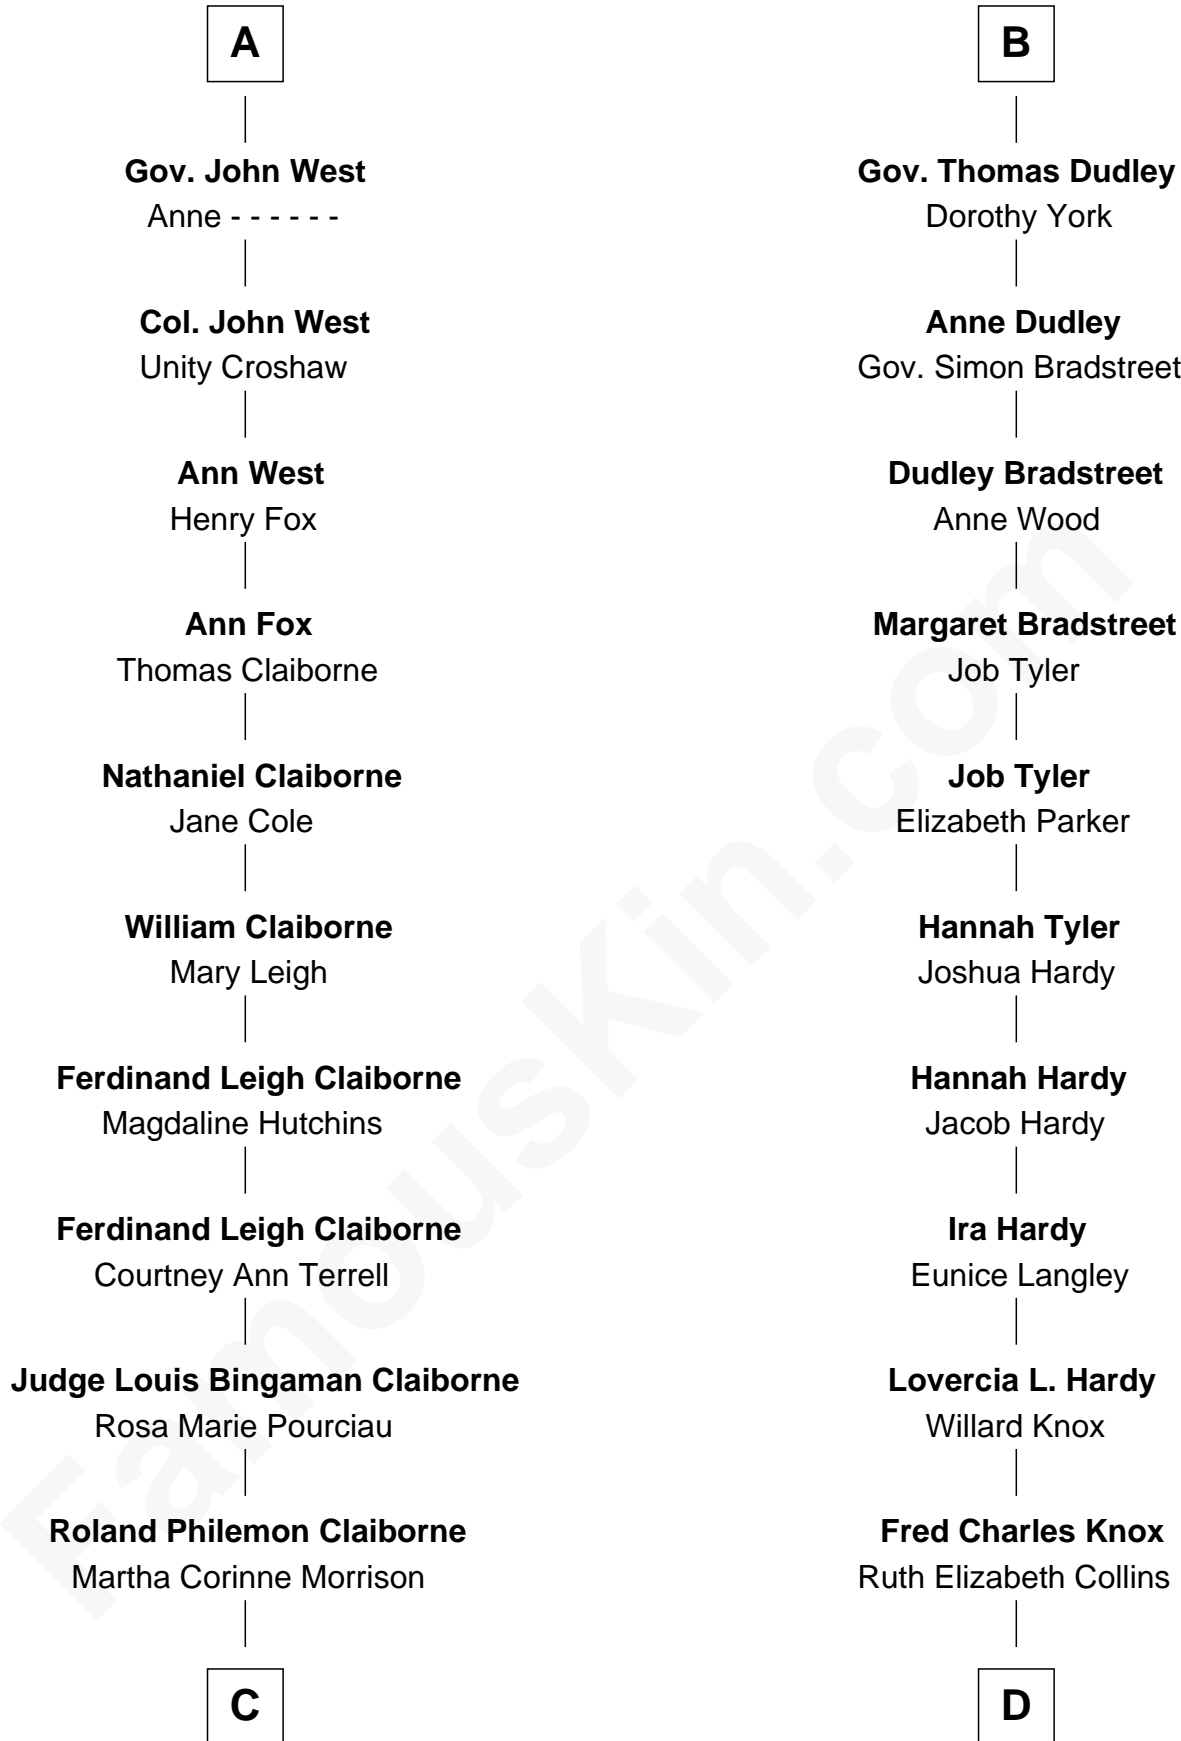 A
Gov. John West
Anne - - - - - -
Col. John West
Unity Croshaw
Ann West
Henry Fox
Ann Fox
Thomas Claiborne
Nathaniel Claiborne
Jane Cole
William Claiborne
Mary Leigh
Ferdinand Leigh Claiborne
Magdaline Hutchins
Ferdinand Leigh Claiborne
Courtney Ann Terrell
Judge Louis Bingaman Claiborne
Rosa Marie Pourciau
Roland Philemon Claiborne
Martha Corinne Morrison
C
B
Gov. Thomas Dudley
Dorothy York
Anne Dudley
Gov. Simon Bradstreet
Dudley Bradstreet
Anne Wood
Margaret Bradstreet
Job Tyler
Job Tyler
Elizabeth Parker
Hannah Tyler
Joshua Hardy
Hannah Hardy
Jacob Hardy
Ira Hardy
Eunice Langley
Lovercia L. Hardy
Willard Knox
Fred Charles Knox
Ruth Elizabeth Collins
D
FamousKin.com